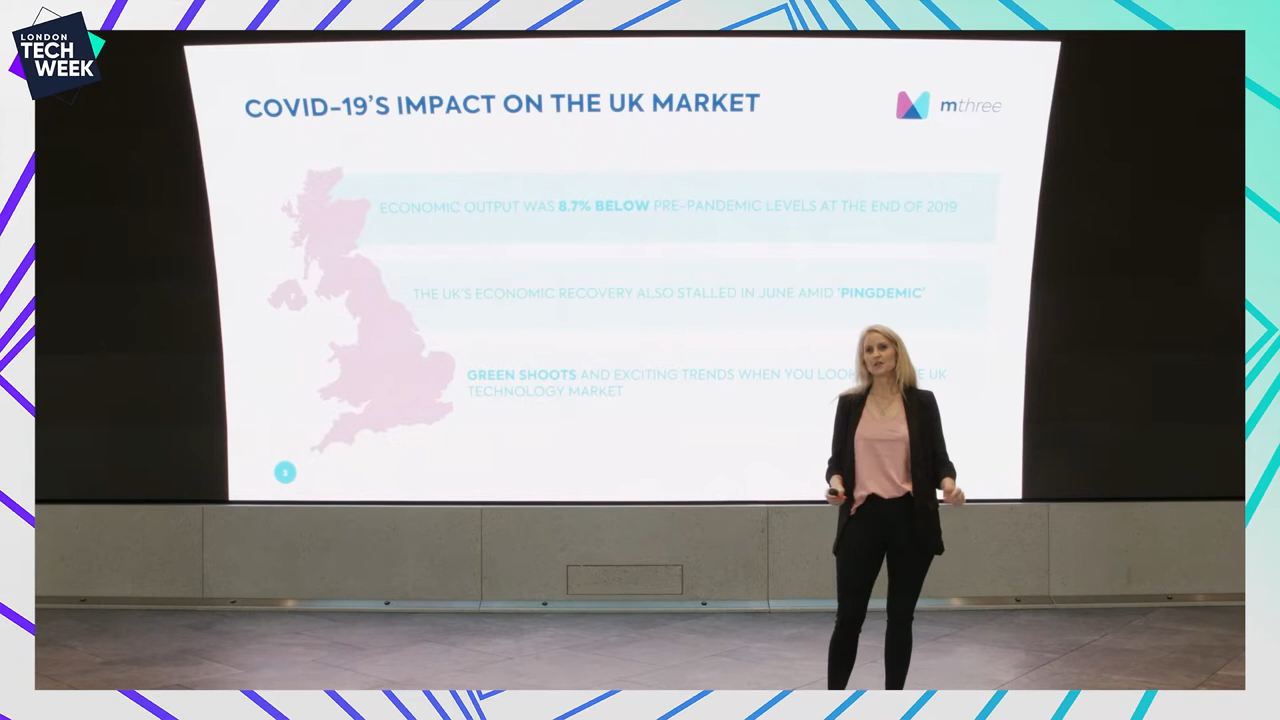 LONDON
TECH
WEEK
COVID-19'S IMPACT ON THE UK MARKET
mthree
ECONOMIC OUTPUT WAS 8.7% BELOW PRE-PANDEMIC LEVELS AT THE END OF 2019
THE UK'S ECONOMIC RECOVERY ALSO STALLED IN JUNE AMID 'PINGDEMIC'
GREEN SHOOTS AND EXCITING TRENDS WHEN YOU LOOK UK
TECHNOLOGY MARKET